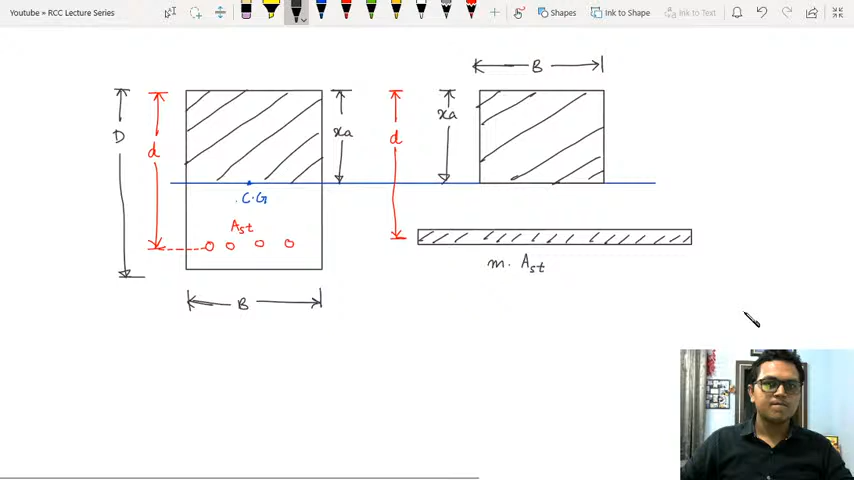 Youtube » RCC Lecture Series
Shapes
Ink to Shape
Ink to Text
B
D
d
xa
d
xa
C.G
Ast
B
m. Ast